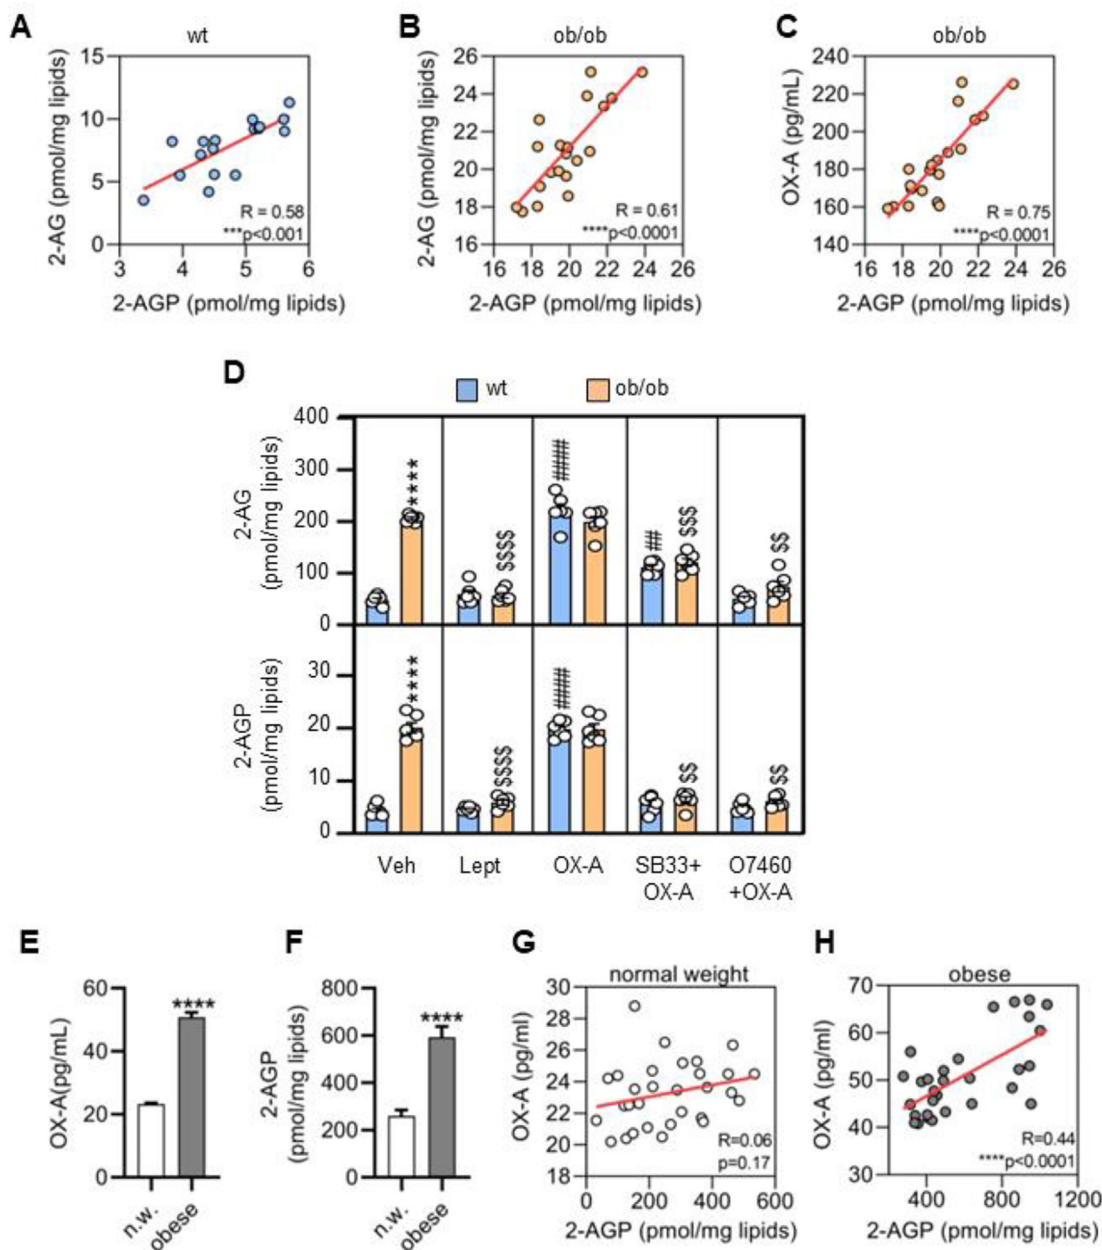 A
wt
2-AG (pmol/mg lipids)
15
10
5
0
3
4
5
6
R = 0.58
***p<0.001
2-AGP (pmol/mg lipids)
B
ob/ob
2-AG (pmol/mg lipids)
26
24
22
20
18
16
16 18 20 22 24 26
R = 0.61
****p<0.0001
2-AGP (pmol/mg lipids)
C
ob/ob
OX-A (pg/mL)
240
220
200
180
160
140
16 18 20 22 24 26
R = 0.75
****p<0.0001
2-AGP (pmol/mg lipids)
D
wt
ob/ob
2-AG
(pmol/mg lipids)
400
300
200
100
0
****
$$$$
####
##
$$$
$$
2-AGP
(pmol/mg lipids)
30
20
10
0
****
$$$$
####
$$
$$
Veh
Lept
OX-A
SB33+
OX-A
O7460
+OX-A
E
OX-A(pg/mL)
60
40
20
0
****
n.w.
obese
F
2-AGP
(pmol/mg lipids)
800
600
400
200
0
****
n.w.
obese
G
normal weight
OX-A (pg/ml)
30
28
26
24
22
20
18
0 200 400 600
R=0.06
p=0.17
2-AGP (pmol/mg lipids)
H
obese
OX-A (pg/ml)
70
60
50
40
30
400 800 1200
R=0.44
****p<0.0001
2-AGP (pmol/mg lipids)